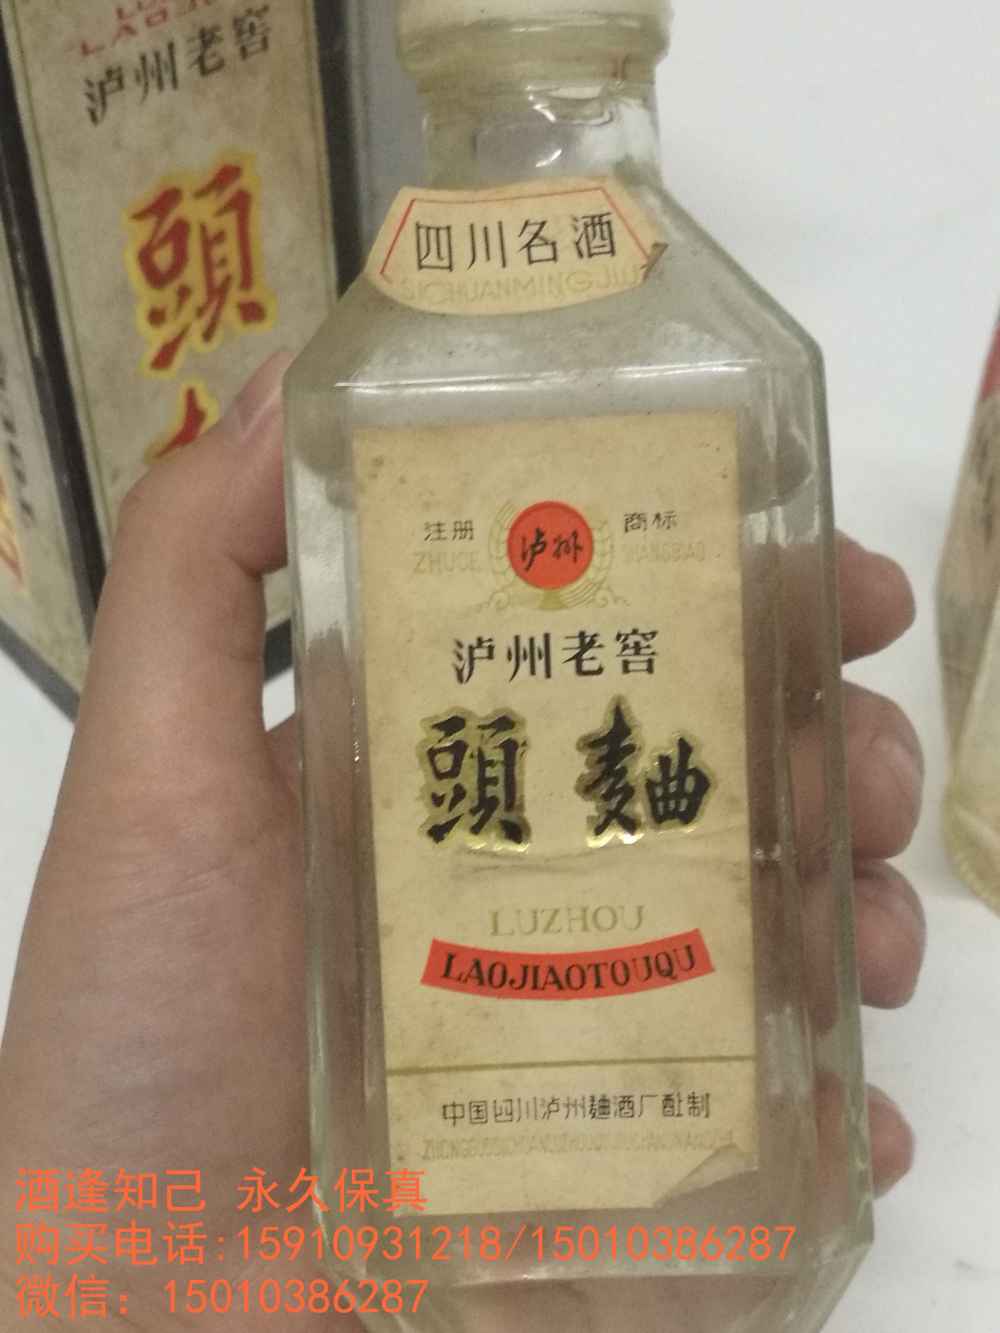 泸州老窖
頭
四川名酒
SICHUANMINGJIU
注册 商标
ZHUCE SHANGBIAO
泸州
泸州老窖
頭麯
LUZHOU
LAOJIAOTOUQU
中国四川泸州麯酒厂酝制
酒逢知己 永久保真
购买电话:15910931218/15010386287
微信：15010386287